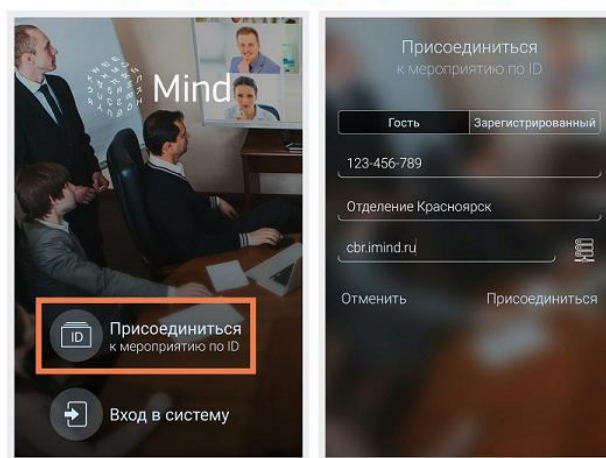 Mind
ID
Присоединиться
к мероприятию по ID
Вход в систему
Присоединиться
к мероприятию по ID
Гость
Зарегистрированный
123-456-789
Отделение Красноярск
cbr.imind.ru
Отменить
Присоединиться